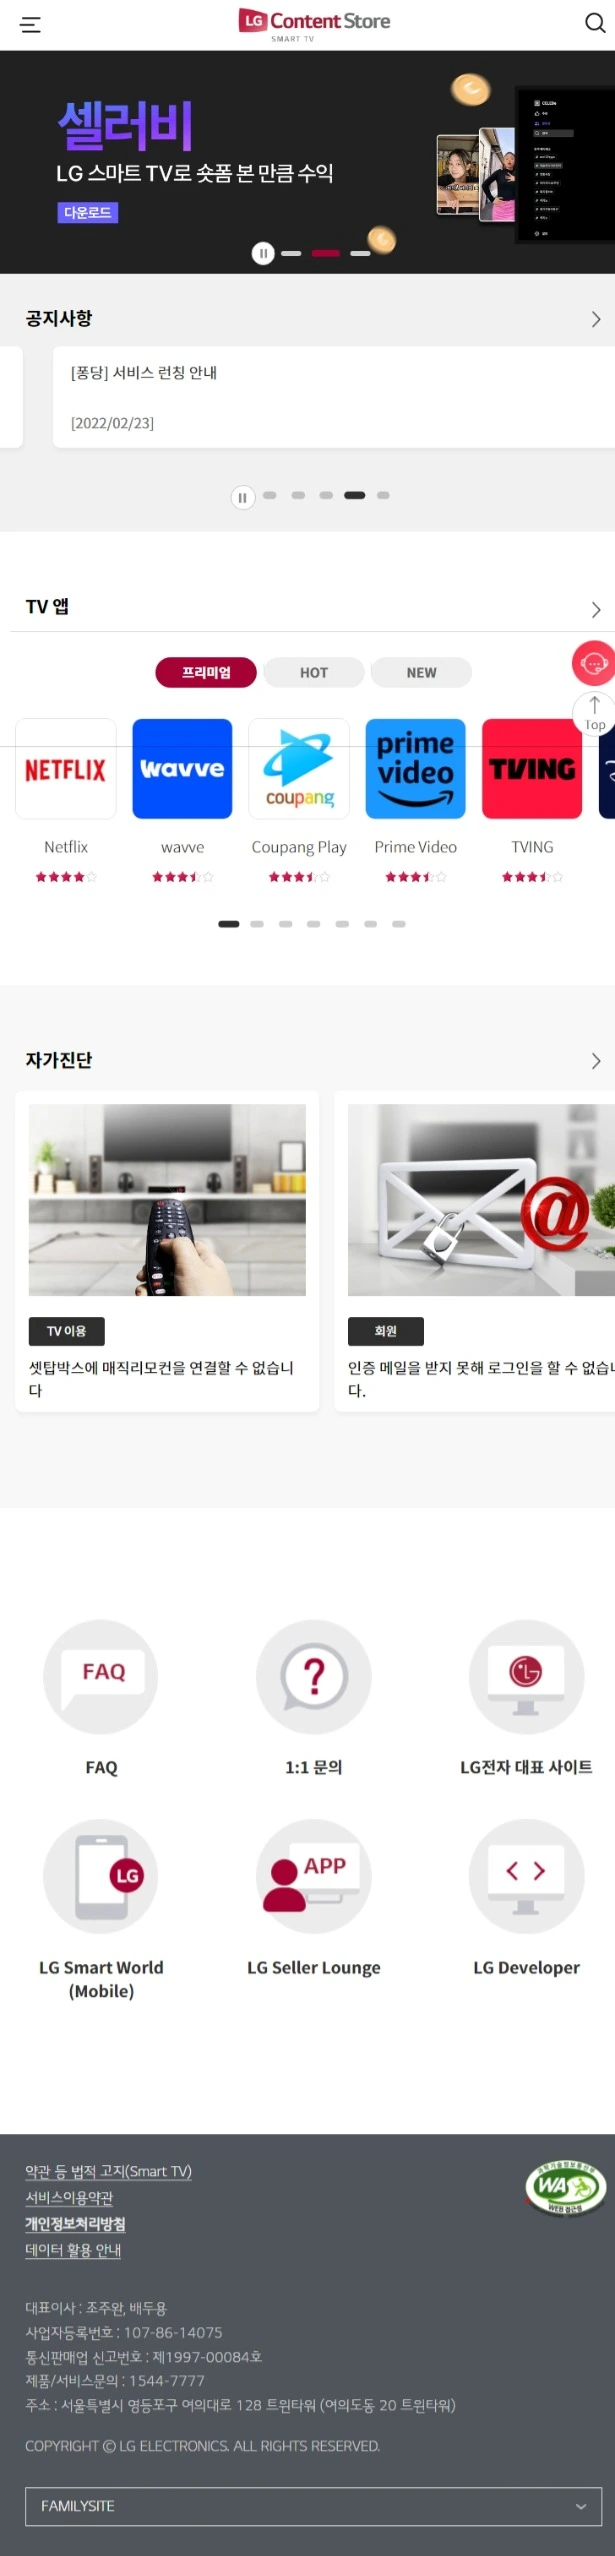 LG Content Store
SMART TV
셀러비
LG 스마트 TV로 숏폼 본 만큼 수익
다운로드
공지사항
[퐁당] 서비스 런칭 안내
[2022/02/23]
TV 앱
프리미엄 HOT NEW
Top
NETFLIX wavve coupang prime video TVING
Netflix wavve Coupang Play Prime Video TVING
자가진단
TV 이용
셋탑박스에 매직리모컨을 연결할 수 없습니
다
회원
인증 메일을 받지 못해 로그인을 할 수 없습니
다.
FAQ ?
FAQ 1:1 문의 LG전자 대표 사이트
LG APP < >
LG Smart World
(Mobile)
LG Seller Lounge
LG Developer
약관 등 법적 고지(Smart TV)
서비스이용약관
개인정보처리방침
데이터 활용 안내
과학기술정보통신부
WA
WEB 접근성
대표이사 : 조주완, 배두용
사업자등록번호 : 107-86-14075
통신판매업 신고번호 : 제1997-00084호
제품/서비스문의 : 1544-7777
주소 : 서울특별시 영등포구 여의대로 128 트윈타워 (여의도동 20 트윈타워)
COPYRIGHT © LG ELECTRONICS. ALL RIGHTS RESERVED.
FAMILYSITE